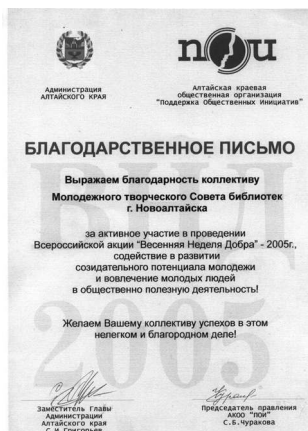 пои
Администрация
АЛТАЙСКОГО КРАЯ
Алтайская краевая
общественная организация
"Поддержка Общественных Инициатив"
БЛАГОДАРСТВЕННОЕ ПИСЬМО
Выражаем благодарность коллективу
Молодежного творческого Совета библиотек
г. Новоалтайска
за активное участие в проведении
Всероссийской акции "Весенняя Неделя Добра" - 2005г.,
содействие в развитии
созидательного потенциала молодежи
и вовлечение молодых людей
в общественно полезную деятельность!
Желаем Вашему коллективу успехов в этом
нелегком и благородном деле!
2005
Заместитель Главы
Администрации
Алтайского края
С.И.Григорьев
Председатель правления
АКОО "ПОИ"
С.Б.Чуракова